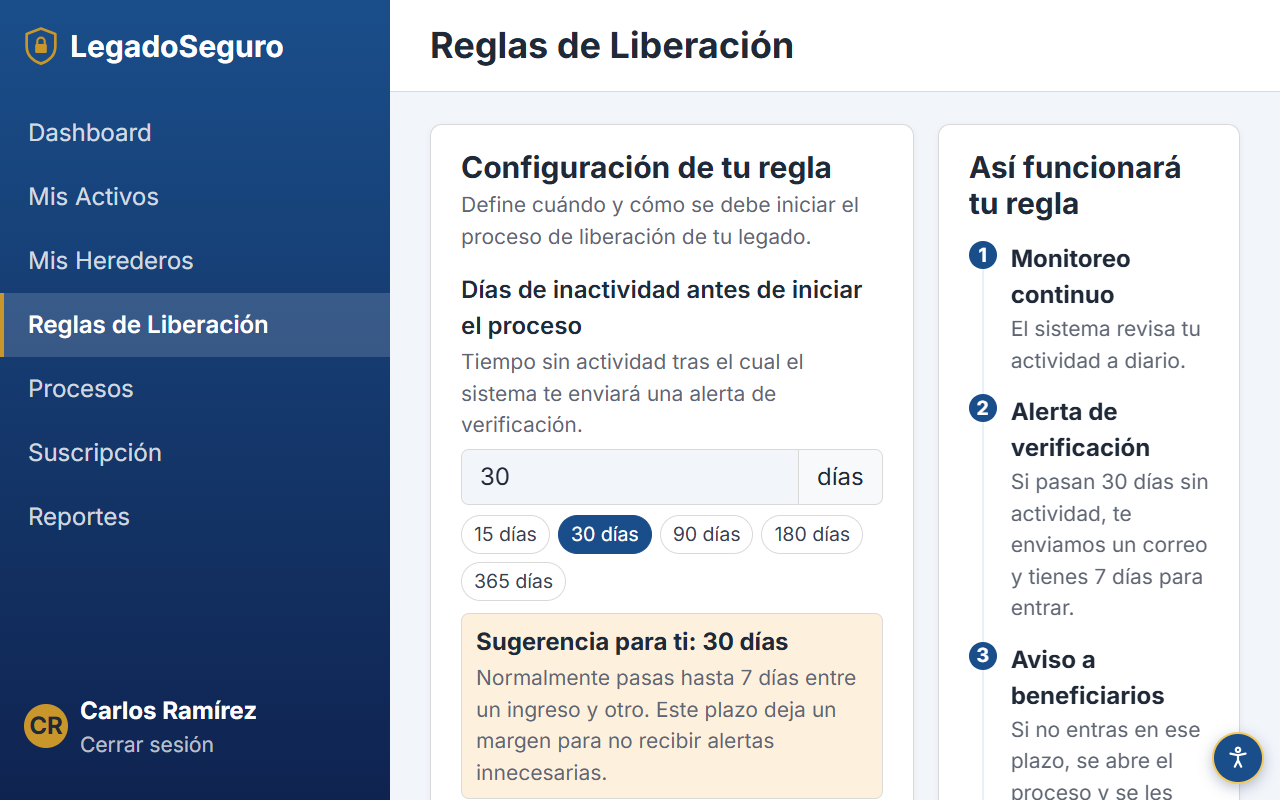 LegadoSeguro
Dashboard
Mis Activos
Mis Herederos
Reglas de Liberación
Procesos
Suscripción
Reportes
CR
Carlos Ramírez
Cerrar sesión
Reglas de Liberación
Configuración de tu regla
Define cuándo y cómo se debe iniciar el
proceso de liberación de tu legado.
Días de inactividad antes de iniciar
el proceso
Tiempo sin actividad tras el cual el
sistema te enviará una alerta de
verificación.
30 días
15 días 30 días 90 días 180 días
365 días
Sugerencia para ti: 30 días
Normalmente pasas hasta 7 días entre
un ingreso y otro. Este plazo deja un
margen para no recibir alertas
innecesarias.
Así funcionará
tu regla
1 Monitoreo
continuo
El sistema revisa tu
actividad a diario.
2 Alerta de
verificación
Si pasan 30 días sin
actividad, te
enviamos un correo
y tienes 7 días para
entrar.
3 Aviso a
beneficiarios
Si no entras en ese
plazo, se abre el
proceso y se les